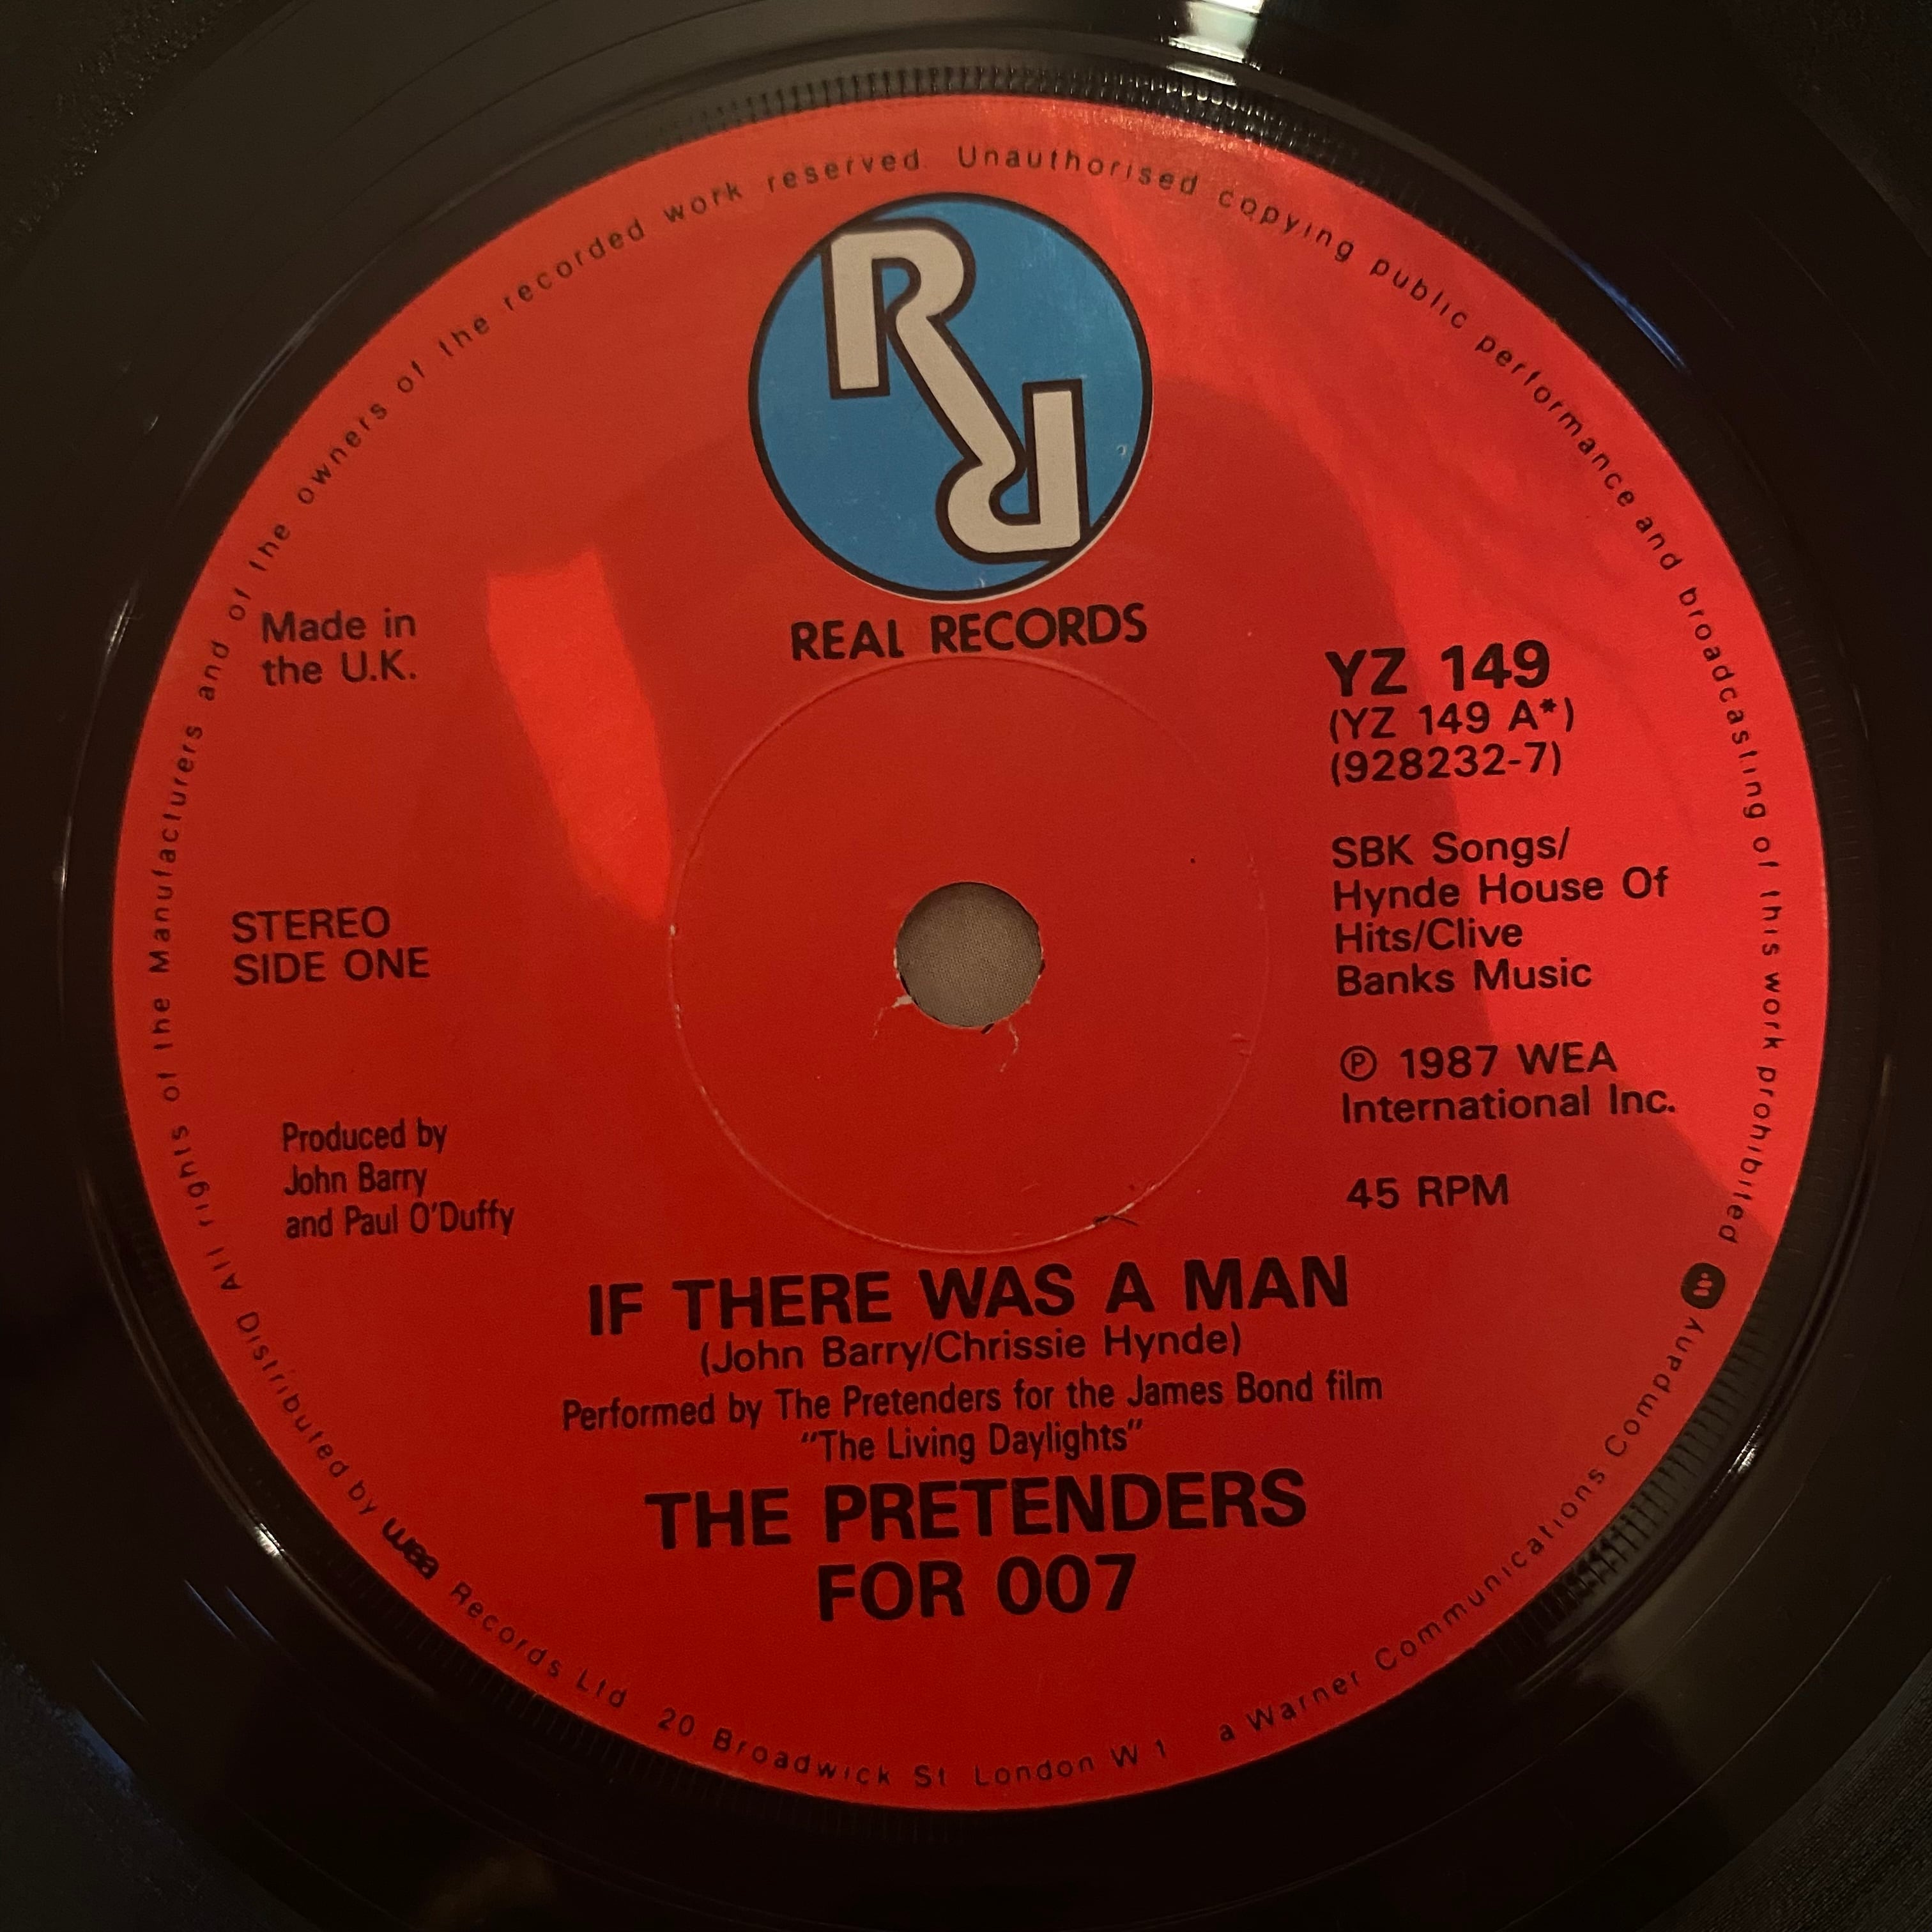 All rights of the Manufacturers and of the owners of the recorded work reserved. Unauthorised copying public performance and broadcasting of this work prohibited
RR
REAL RECORDS
Made in
the U.K.
YZ 149
(YZ 149 A*)
(928232-7)
SBK Songs/
Hynde House Of
Hits/Clive
Banks Music
STEREO
SIDE ONE
℗ 1987 WEA
International Inc.
Produced by
John Barry
and Paul O'Duffy
45 RPM
IF THERE WAS A MAN
(John Barry/Chrissie Hynde)
Performed by The Pretenders for the James Bond film
"The Living Daylights"
THE PRETENDERS
FOR 007
Distributed by wea Records Ltd. 20 Broadwick St London W 1 a Warner Communications Company